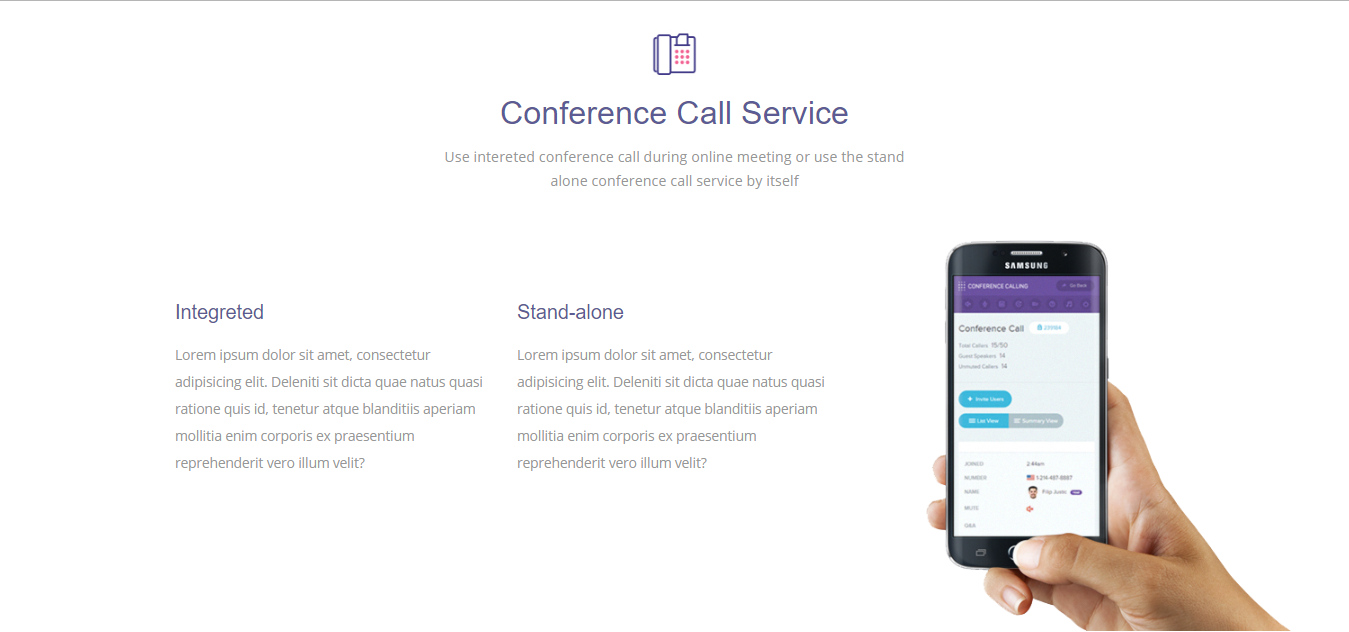 Conference Call Service
Use intereted conference call during online meeting or use the stand
alone conference call service by itself
Integreted
Lorem ipsum dolor sit amet, consectetur
adipisicing elit. Deleniti sit dicta quae natus quasi
ratione quis id, tenetur atque blanditiis aperiam
mollitia enim corporis ex praesentium
reprehenderit vero illum velit?
Stand-alone
Lorem ipsum dolor sit amet, consectetur
adipisicing elit. Deleniti sit dicta quae natus quasi
ratione quis id, tenetur atque blanditiis aperiam
mollitia enim corporis ex praesentium
reprehenderit vero illum velit?
SAMSUNG
CONFERENCE CALLING
Go Back
Conference Call
Total Callers 15/50
Guest Speakers 14
Unmuted Callers 14
+ Invite Users
List View
Summary View
JOINED 2:44am
NUMBER 1-214-487-8887
NAME
MUTE
Q&A